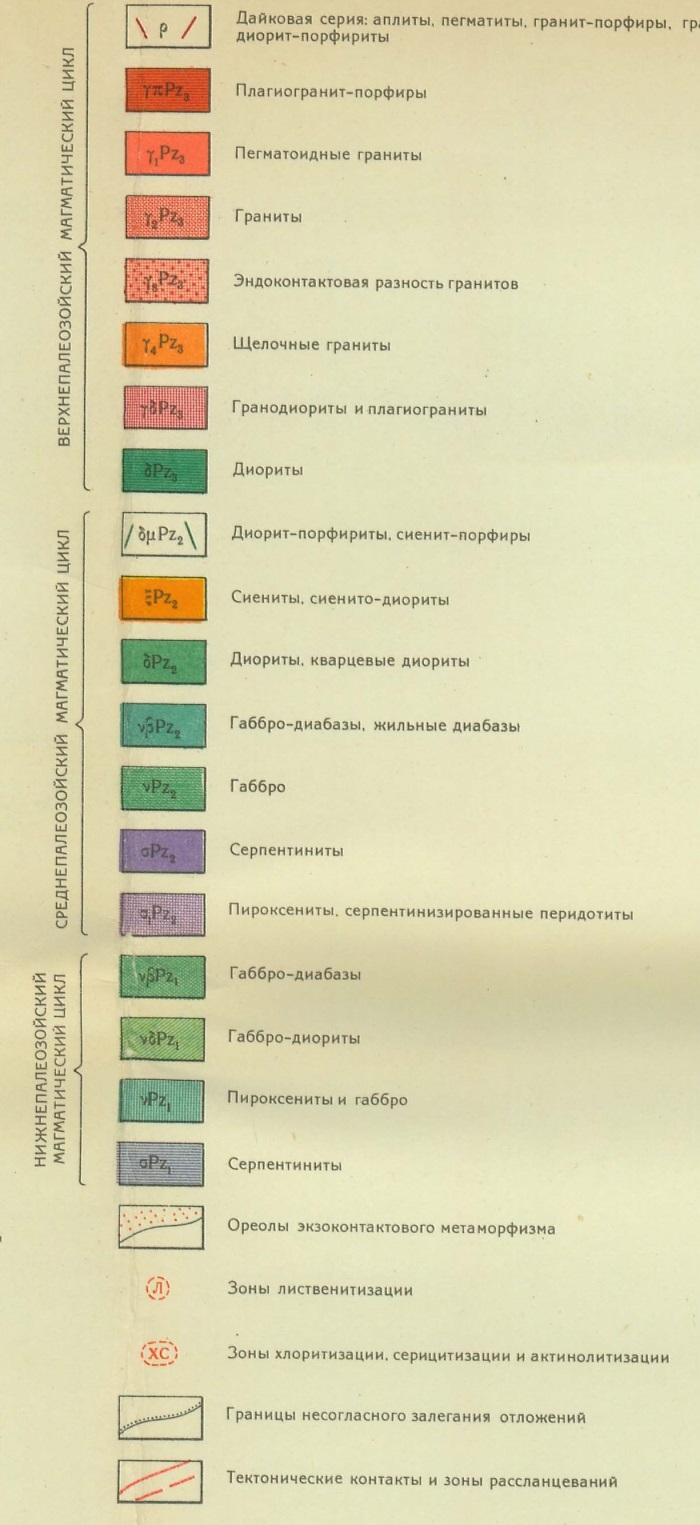 ВЕРХНЕПАЛЕОЗОЙСКИЙ МАГМАТИЧЕСКИЙ ЦИКЛ
ρ Дайковая серия: аплиты, пегматиты, гранит-порфиры,
диорит-порфириты
γπPz₃ Плагиогранит-порфиры
γ₁Pz₃ Пегматоидные граниты
γ₂Pz₃ Граниты
γ₃Pz₃ Эндоконтактовая разность гранитов
γ₄Pz₃ Щелочные граниты
γδPz₃ Гранодиориты и плагиограниты
δPz₃ Диориты
СРЕДНЕПАЛЕОЗОЙСКИЙ МАГМАТИЧЕСКИЙ ЦИКЛ
δμPz₂ Диорит-порфириты, сиенит-порфиры
ξPz₂ Сиениты, сиенито-диориты
δPz₂ Диориты, кварцевые диориты
νβPz₂ Габбро-диабазы, жильные диабазы
νPz₂ Габбро
σPz₂ Серпентиниты
σ₁Pz₂ Пироксениты, серпентинизированные перидотиты
НИЖНЕПАЛЕОЗОЙСКИЙ
МАГМАТИЧЕСКИЙ ЦИКЛ
νβPz₁ Габбро-диабазы
νδPz₁ Габбро-диориты
νPz₁ Пироксениты и габбро
σPz₁ Серпентиниты
Ореолы экзоконтактового метаморфизма
Л Зоны лиственитизации
ХС Зоны хлоритизации, серицитизации и актинолитизации
Границы несогласного залегания отложений
Тектонические контакты и зоны рассланцеваний